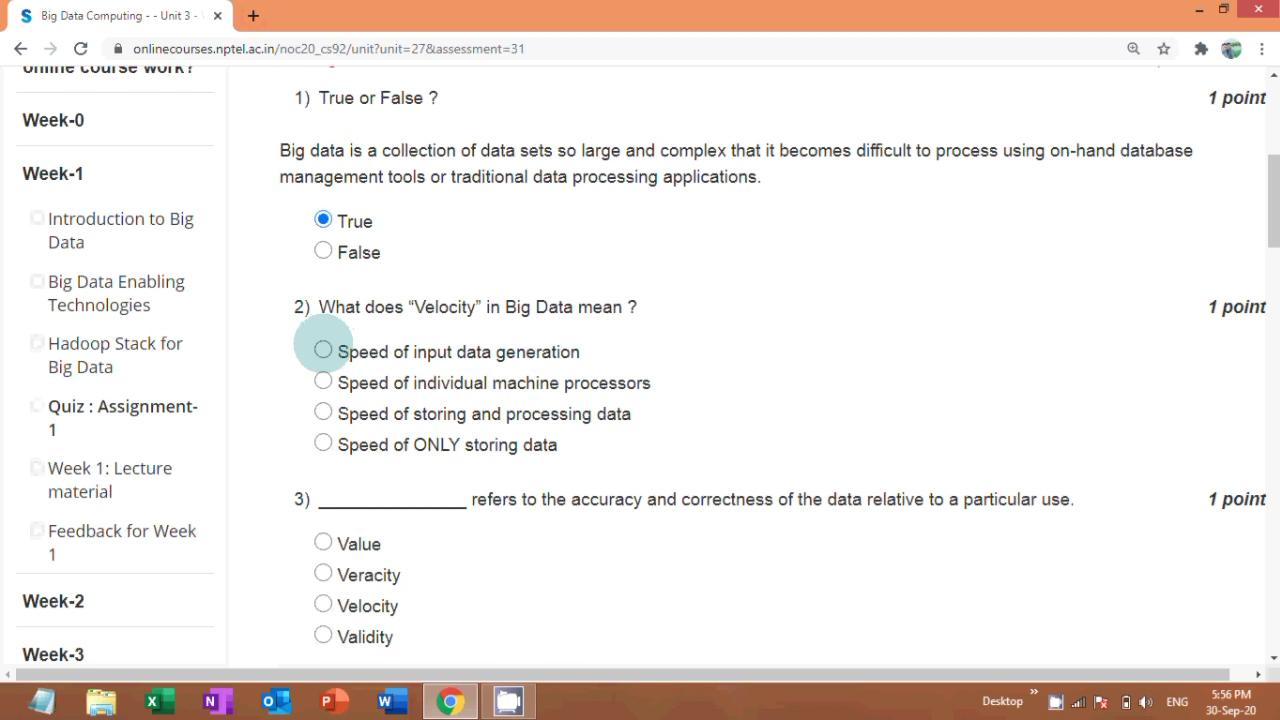 Big Data Computing - - Unit 3 -
onlinecourses.nptel.ac.in/noc20_cs92/unit?unit=27&assessment=31
online course work?
Week-0
Week-1
Introduction to Big
Data
Big Data Enabling
Technologies
Hadoop Stack for
Big Data
Quiz : Assignment-
1
Week 1: Lecture
material
Feedback for Week
1
Week-2
Week-3
1) True or False ? 1 point
Big data is a collection of data sets so large and complex that it becomes difficult to process using on-hand database
management tools or traditional data processing applications.
True
False
2) What does “Velocity” in Big Data mean ? 1 point
Speed of input data generation
Speed of individual machine processors
Speed of storing and processing data
Speed of ONLY storing data
3) _______________ refers to the accuracy and correctness of the data relative to a particular use. 1 point
Value
Veracity
Velocity
Validity
Desktop
ENG
5:56 PM
30-Sep-20